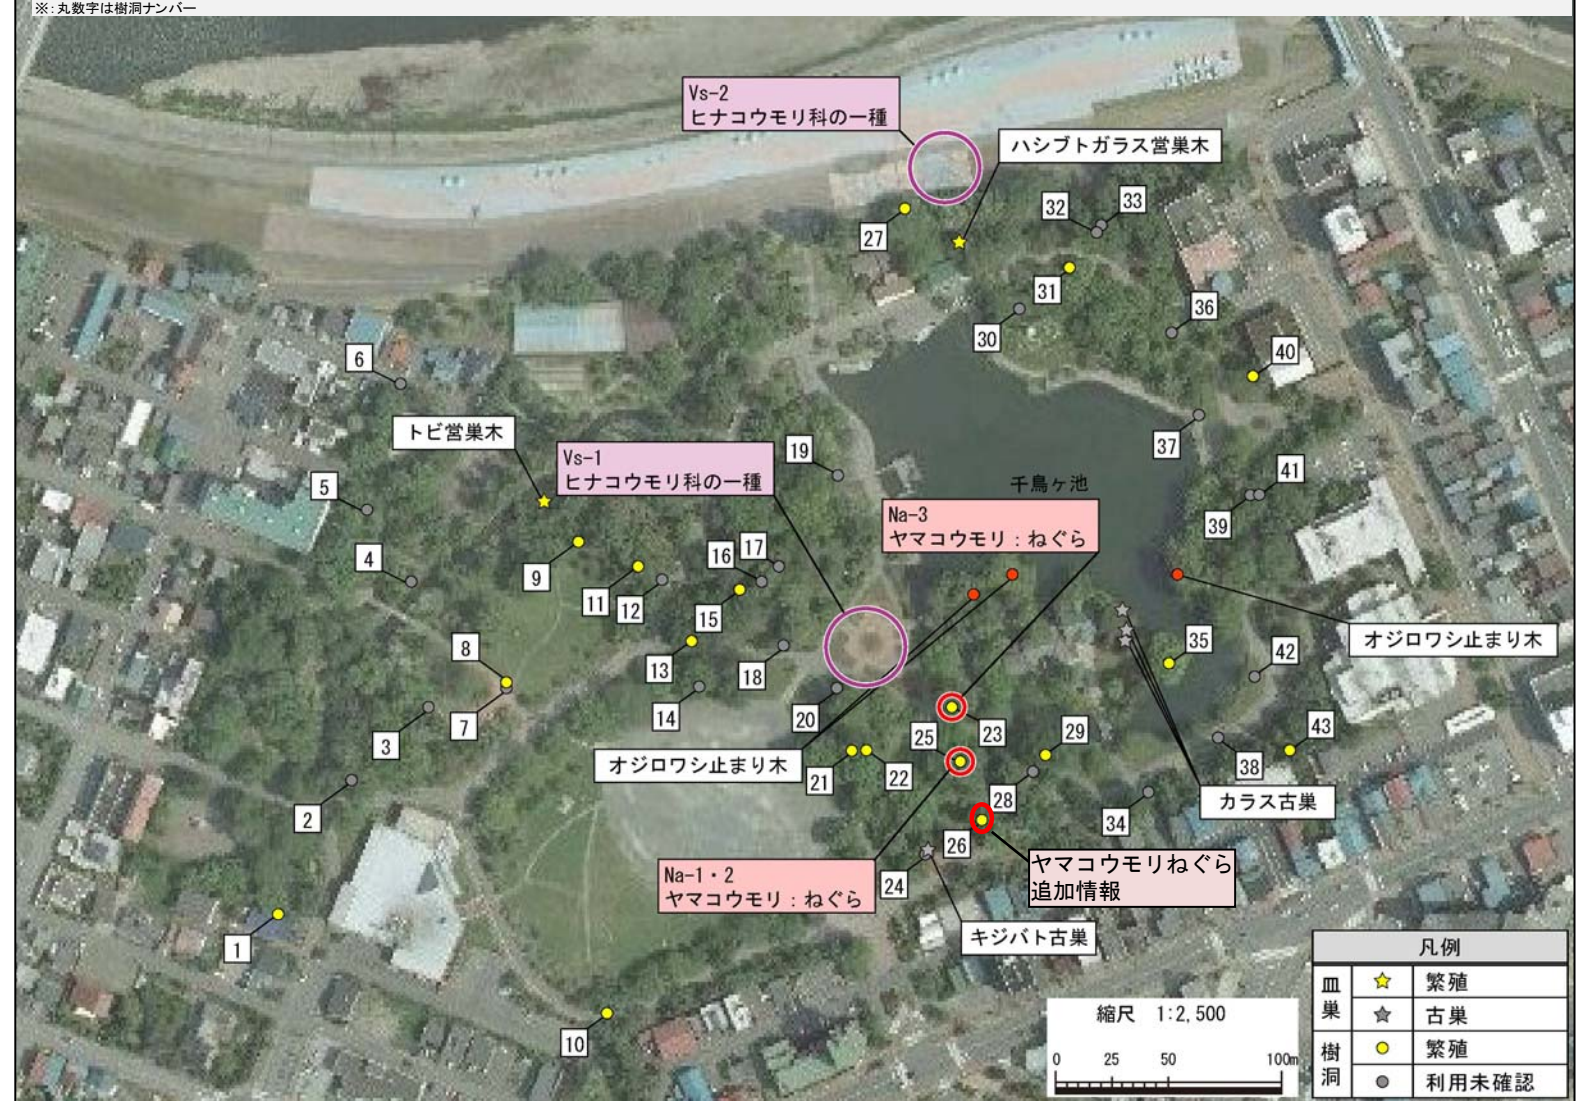 ※：丸数字は樹洞ナンバー
Vs-2
ヒナコウモリ科の一種
ハシブトガラス営巣木
32
33
27
31
30
36
6
40
トビ営巣木
37
Vs-1
ヒナコウモリ科の一種
19
41
5
千鳥ヶ池
39
Na-3
ヤマコウモリ：ねぐら
4
9
16
17
11
12
15
8
13
18
35
オジロワシ止まり木
42
3
7
14
20
25
23
29
43
オジロワシ止まり木
21
22
38
2
28
34
カラス古巣
26
Na-1・2
ヤマコウモリ：ねぐら
24
ヤマコウモリねぐら
追加情報
1
キジバト古巣
10
縮尺 1:2,500
0 25 50 100m
凡例
皿巣
繁殖
古巣
樹洞
繁殖
利用未確認